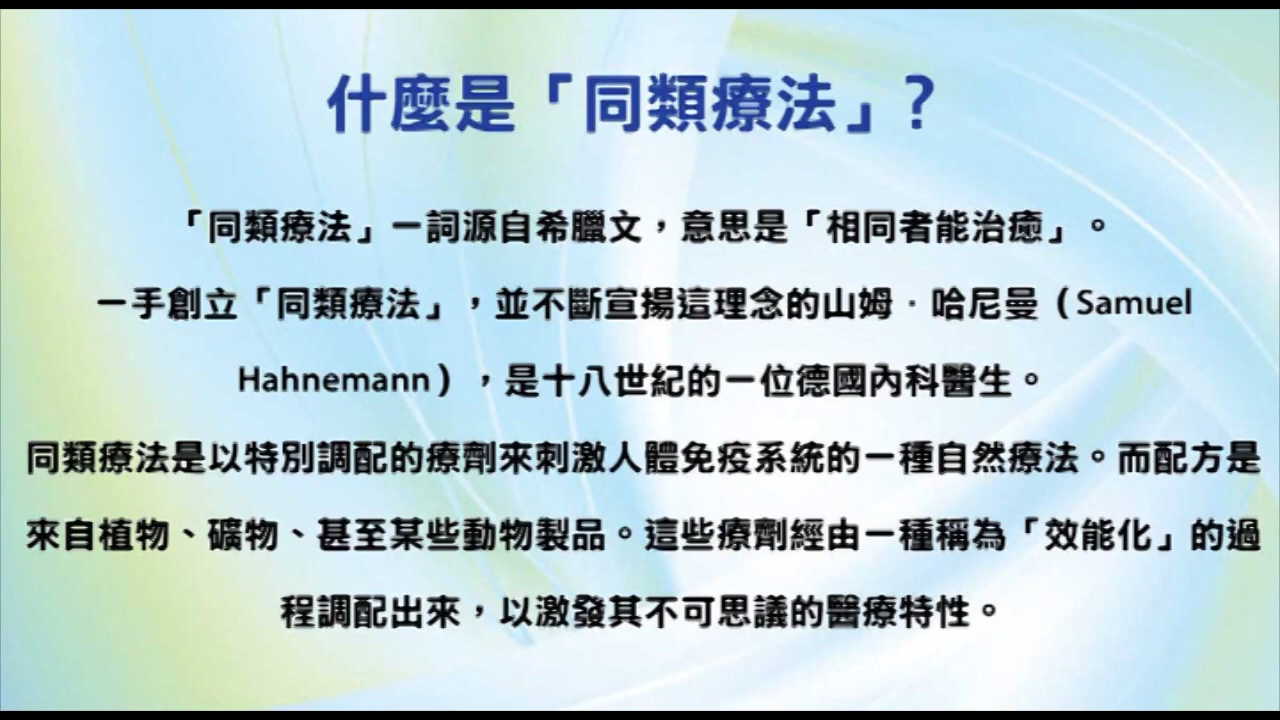 什麼是「同類療法」?
「同類療法」一詞源自希臘文，意思是「相同者能治癒」。
一手創立「同類療法」，並不斷宣揚這理念的山姆．哈尼曼（Samuel
Hahnemann），是十八世紀的一位德國內科醫生。
同類療法是以特別調配的療劑來刺激人體免疫系統的一種自然療法。而配方是
來自植物、礦物、甚至某些動物製品。這些療劑經由一種稱為「效能化」的過
程調配出來，以激發其不可思議的醫療特性。